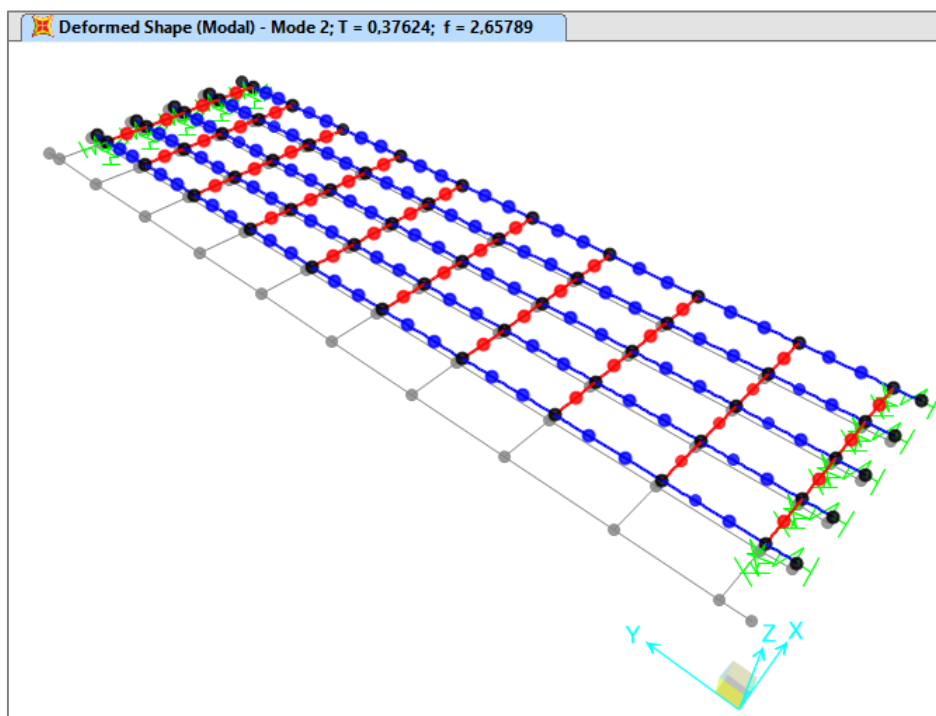 Deformed Shape (Modal) - Mode 2; T = 0,37624; f = 2,65789
Y
Z
X